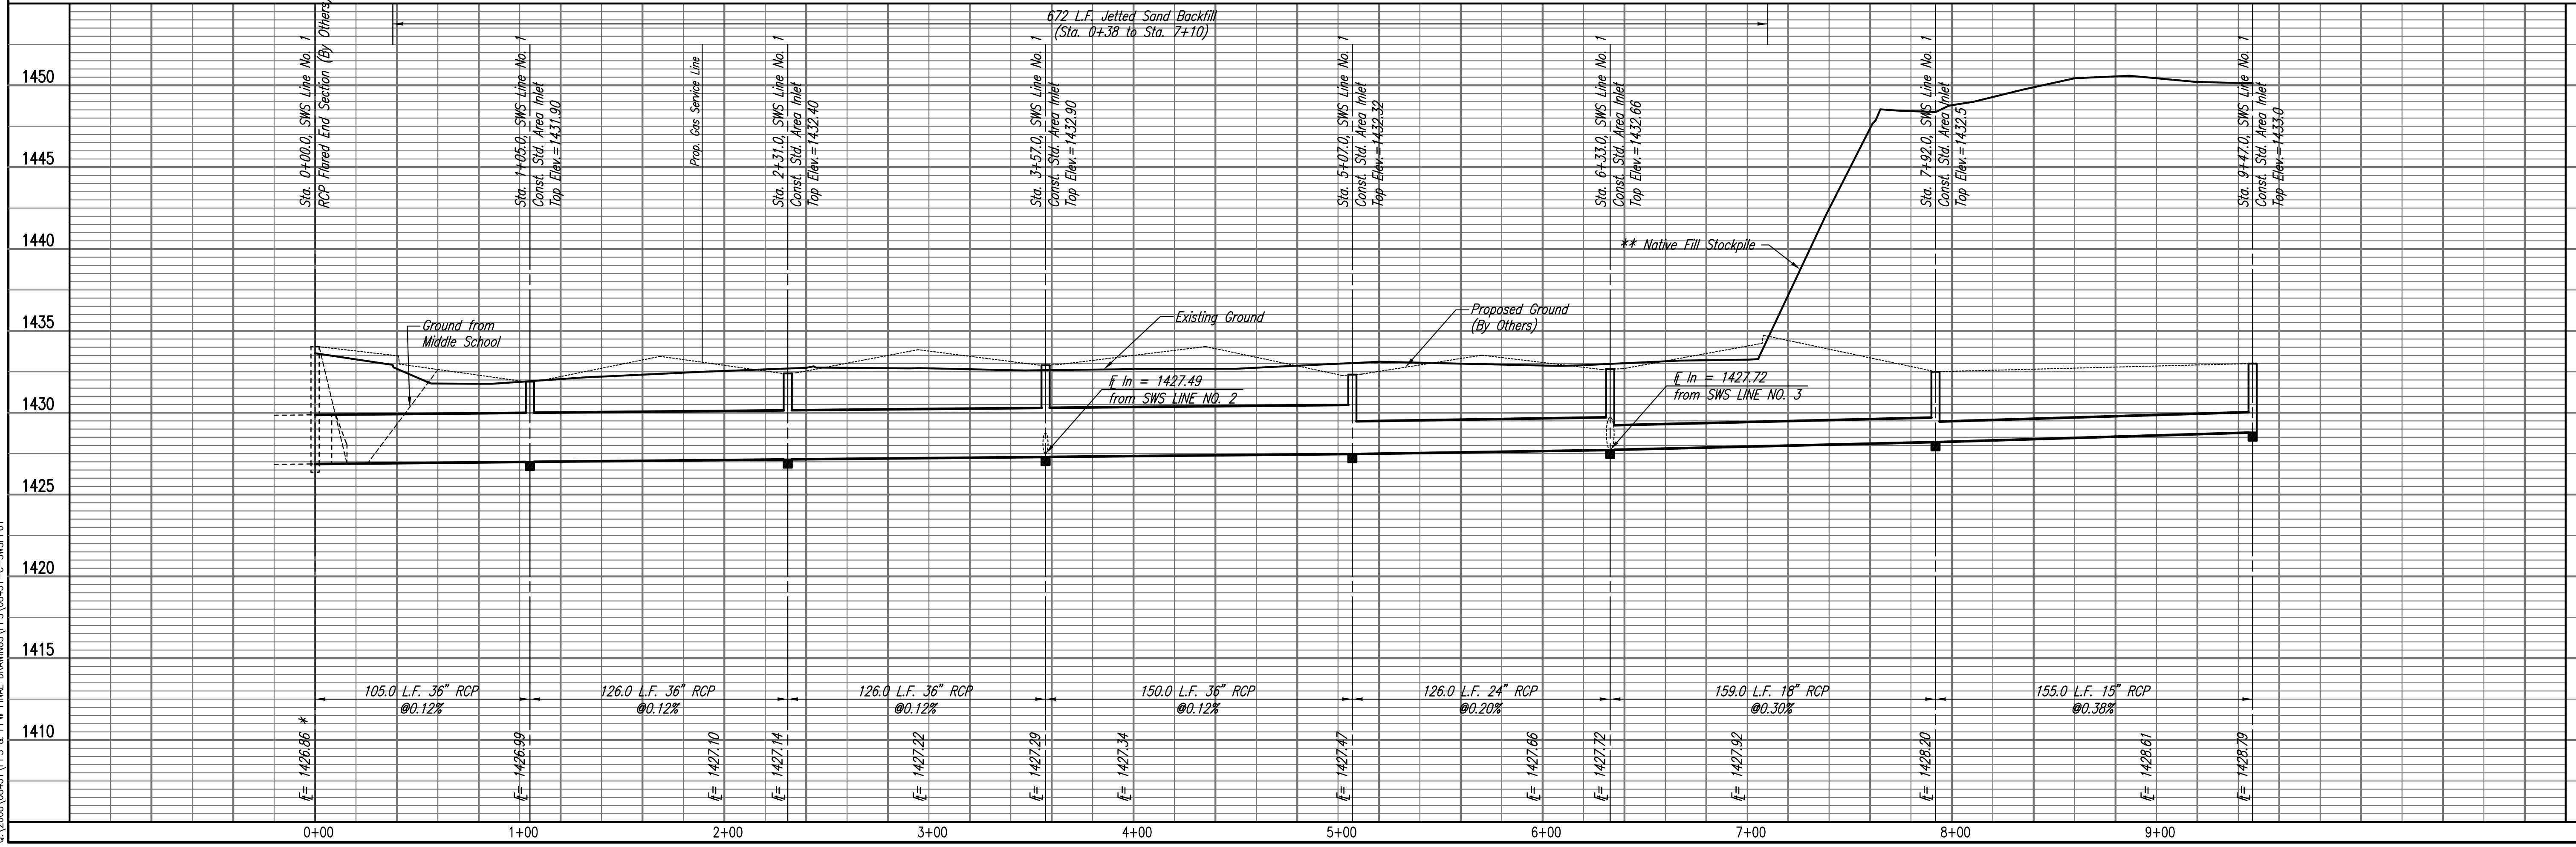 672 L.F. Jetted Sand Backfill
(Sta. 0+38 to Sta. 7+10)
Sta. 0+00.0, SWS Line No. 1
RCP Flared End Section (By Others)
Sta. 1+05.0, SWS Line No. 1
Const. Std. Area Inlet
Top Elev.=1431.90
Prop. Gas Service Line
Sta. 2+31.0, SWS Line No. 1
Const. Std. Area Inlet
Top Elev.=1432.40
Sta. 3+57.0, SWS Line No. 1
Const. Std. Area Inlet
Top Elev.=1432.90
Sta. 5+07.0, SWS Line No. 1
Const. Std. Area Inlet
Top Elev.=1432.32
Sta. 6+33.0, SWS Line No. 1
Const. Std. Area Inlet
Top Elev.=1432.66
Sta. 7+92.0, SWS Line No. 1
Const. Std. Area Inlet
Top Elev.=1432.5
Sta. 9+47.0, SWS Line No. 1
Const. Std. Area Inlet
Top Elev.=1433.0
1450
1445
1440
1435
1430
1425
1420
1415
1410
** Native Fill Stockpile
Ground from
Middle School
Existing Ground
Proposed Ground
(By Others)
℄ In = 1427.49
from SWS LINE NO. 2
℄ In = 1427.72
from SWS LINE NO. 3
105.0 L.F. 36" RCP
@0.12%
126.0 L.F. 36" RCP
@0.12%
126.0 L.F. 36" RCP
@0.12%
150.0 L.F. 36" RCP
@0.12%
126.0 L.F. 24" RCP
@0.20%
159.0 L.F. 18" RCP
@0.30%
155.0 L.F. 15" RCP
@0.38%
℄= 1426.86 *
℄= 1426.99
℄= 1427.10
℄= 1427.14
℄= 1427.22
℄= 1427.29
℄= 1427.34
℄= 1427.47
℄= 1427.66
℄= 1427.72
℄= 1427.92
℄= 1428.20
℄= 1428.61
℄= 1428.79
0+00
1+00
2+00
3+00
4+00
5+00
6+00
7+00
8+00
9+00